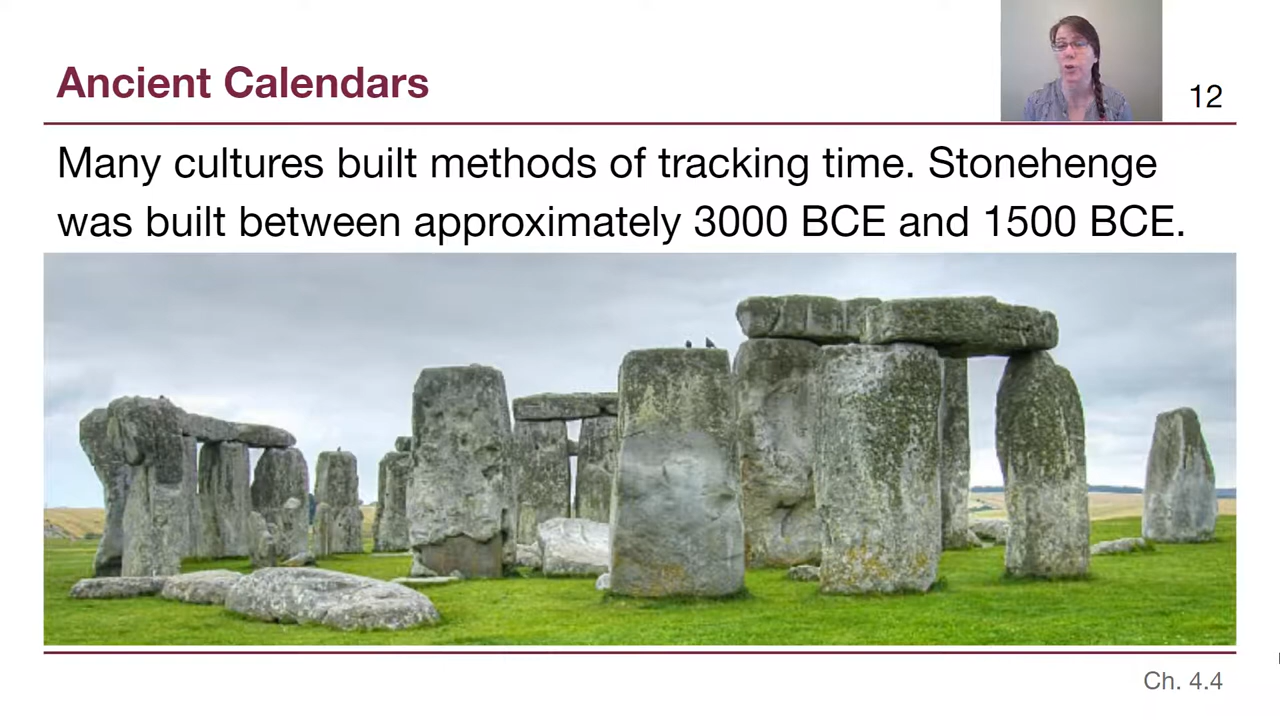 Ancient Calendars
12
Many cultures built methods of tracking time. Stonehenge
was built between approximately 3000 BCE and 1500 BCE.
Ch. 4.4